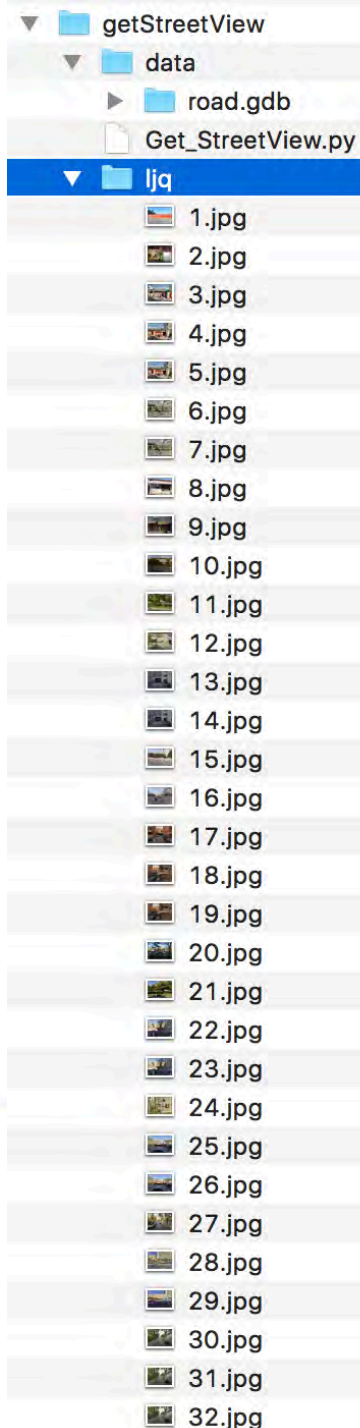 getStreetView
data
road.gdb
Get_StreetView.py
ljq
1.jpg
2.jpg
3.jpg
4.jpg
5.jpg
6.jpg
7.jpg
8.jpg
9.jpg
10.jpg
11.jpg
12.jpg
13.jpg
14.jpg
15.jpg
16.jpg
17.jpg
18.jpg
19.jpg
20.jpg
21.jpg
22.jpg
23.jpg
24.jpg
25.jpg
26.jpg
27.jpg
28.jpg
29.jpg
30.jpg
31.jpg
32.jpg